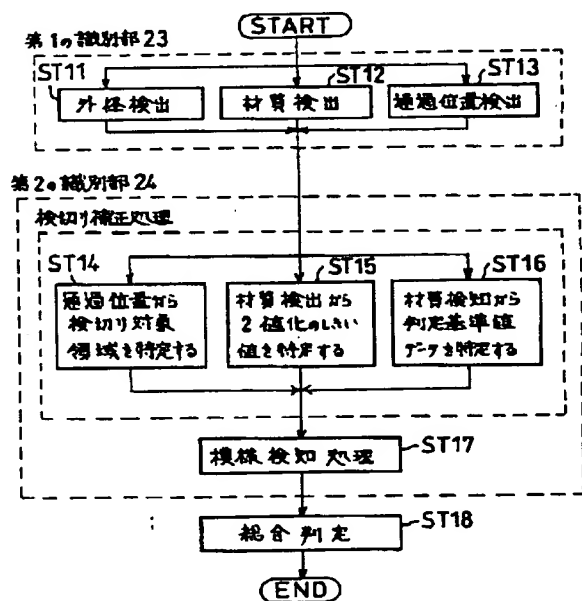 START
第1の識別部23
ST11
ST12
ST13
外径検出
材質検出
通過位置検出
第2の識別部24
検切り補正処理
ST14
ST15
ST16
通過位置から
検切り対象
領域を特定する
材質検出から
2値化のしきい
値を特定する
材質検知から
判定基準値
データを特定する
模様検知処理
ST17
総合判定
ST18
END